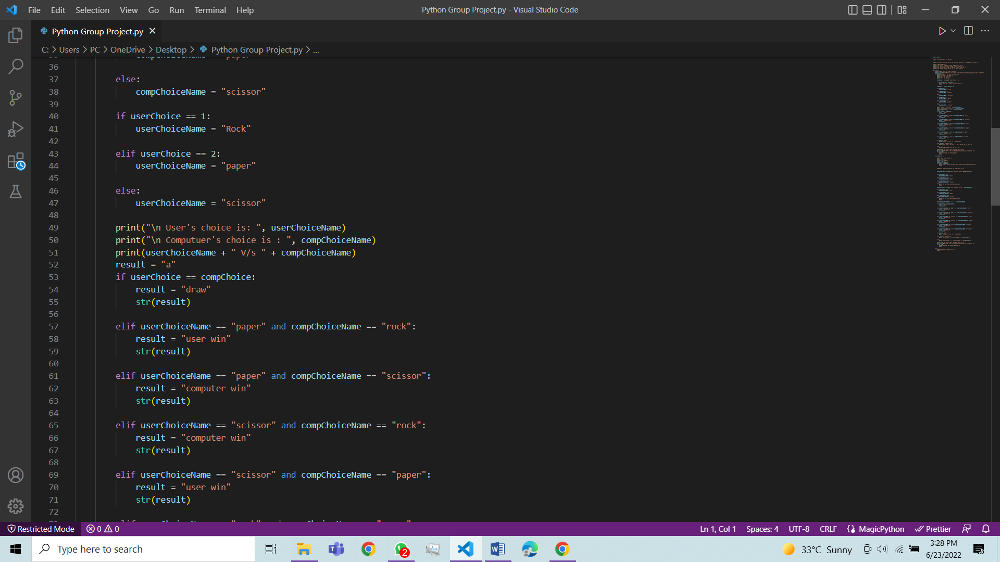 File Edit Selection View Go Run Terminal Help
Python Group Project.py - Visual Studio Code
Python Group Project.py
C: > Users > PC > OneDrive > Desktop > Python Group Project.py > ...
36
37 else:
38 compChoiceName = "scissor"
39
40 if userChoice == 1:
41 userChoiceName = "Rock"
42
43 elif userChoice == 2:
44 userChoiceName = "paper"
45
46 else:
47 userChoiceName = "scissor"
48
49 print("\n User's choice is: ", userChoiceName)
50 print("\n Computuer's choice is : ", compChoiceName)
51 print(userChoiceName + " V/s " + compChoiceName)
52 result = "a"
53 if userChoice == compChoice:
54 result = "draw"
55 str(result)
56
57 elif userChoiceName == "paper" and compChoiceName == "rock":
58 result = "user win"
59 str(result)
60
61 elif userChoiceName == "paper" and compChoiceName == "scissor":
62 result = "computer win"
63 str(result)
64
65 elif userChoiceName == "scissor" and compChoiceName == "rock":
66 result = "computer win"
67 str(result)
68
69 elif userChoiceName == "scissor" and compChoiceName == "paper":
70 result = "user win"
71 str(result)
72
Restricted Mode 0 0 Ln 1, Col 1 Spaces: 4 UTF-8 CRLF MagicPython Prettier
Type here to search
2
33°C Sunny
3:28 PM
6/23/2022